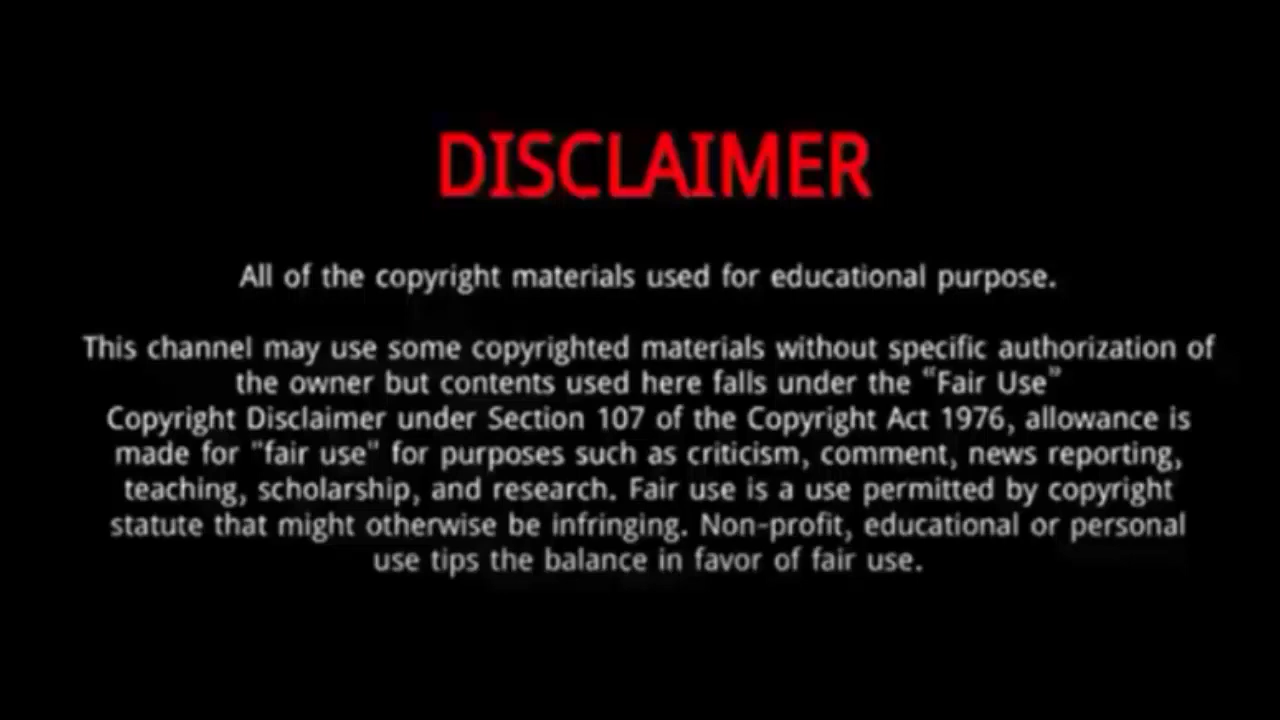 DISCLAIMER
All of the copyright materials used for educational purpose.
This channel may use some copyrighted materials without specific authorization of
the owner but contents used here falls under the “Fair Use”
Copyright Disclaimer under Section 107 of the Copyright Act 1976, allowance is
made for "fair use" for purposes such as criticism, comment, news reporting,
teaching, scholarship, and research. Fair use is a use permitted by copyright
statute that might otherwise be infringing. Non-profit, educational or personal
use tips the balance in favor of fair use.